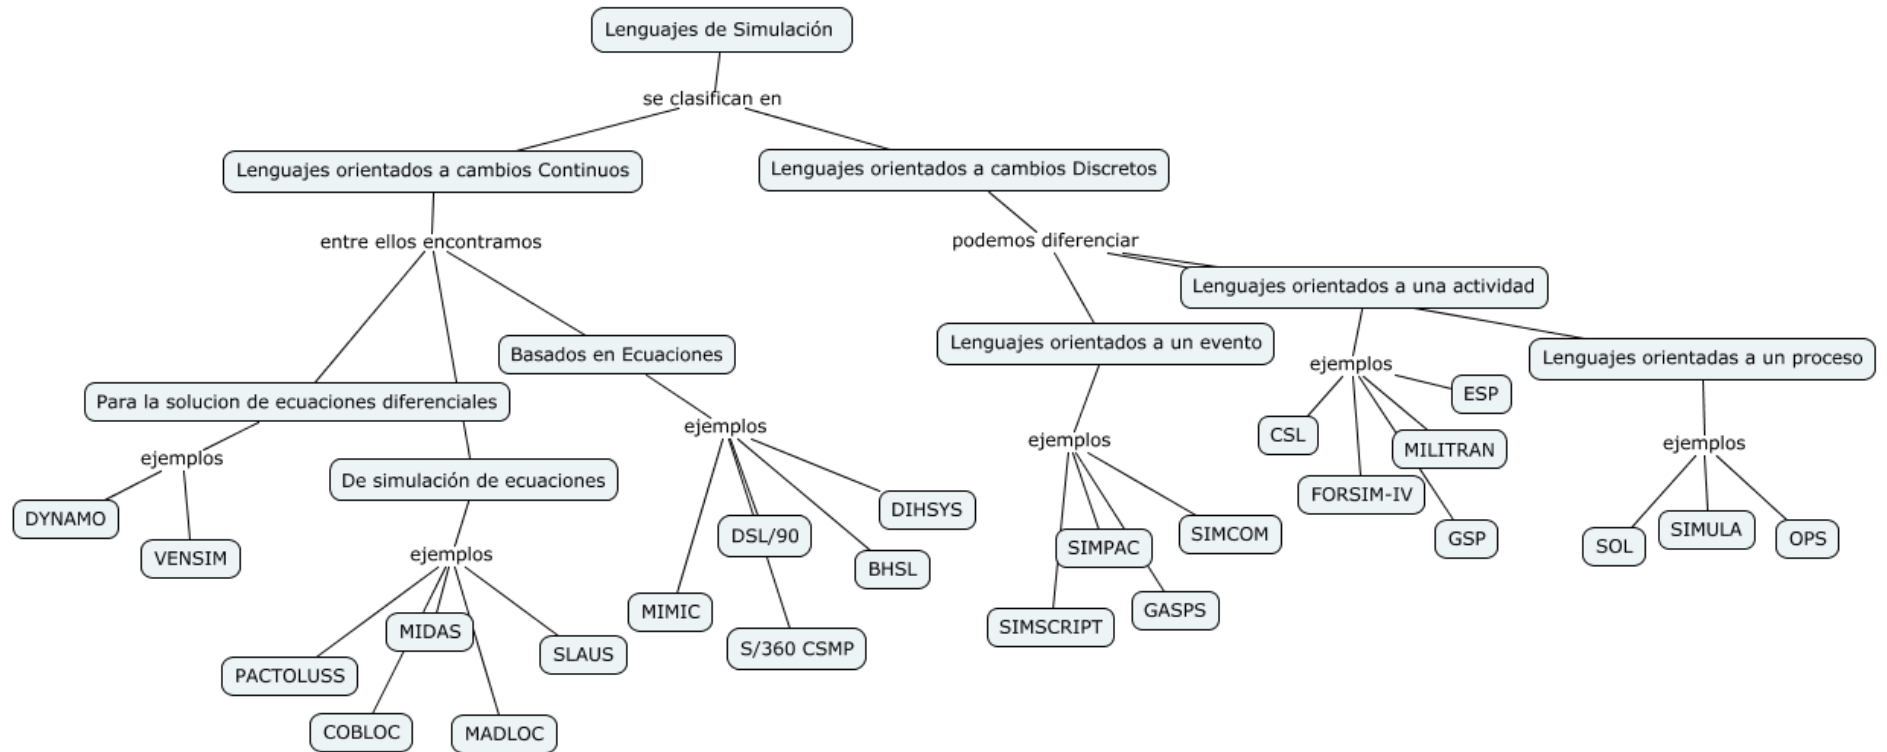 Lenguajes de Simulación
se clasifican en
Lenguajes orientados a cambios Continuos
Lenguajes orientados a cambios Discretos
entre ellos encontramos
podemos diferenciar
Lenguajes orientados a una actividad
Lenguajes orientados a un evento
Basados en Ecuaciones
Lenguajes orientadas a un proceso
ejemplos
Para la solucion de ecuaciones diferenciales
ESP
ejemplos
CSL
ejemplos
ejemplos
MILITRAN
ejemplos
De simulación de ecuaciones
FORSIM-IV
DYNAMO
DIHSYS
SIMULA
DSL/90
SIMCOM
GSP
OPS
SOL
SIMPAC
VENSIM
ejemplos
BHSL
MIMIC
GASPS
SIMSCRIPT
MIDAS
S/360 CSMP
SLAUS
PACTOLUSS
COBLOC
MADLOC